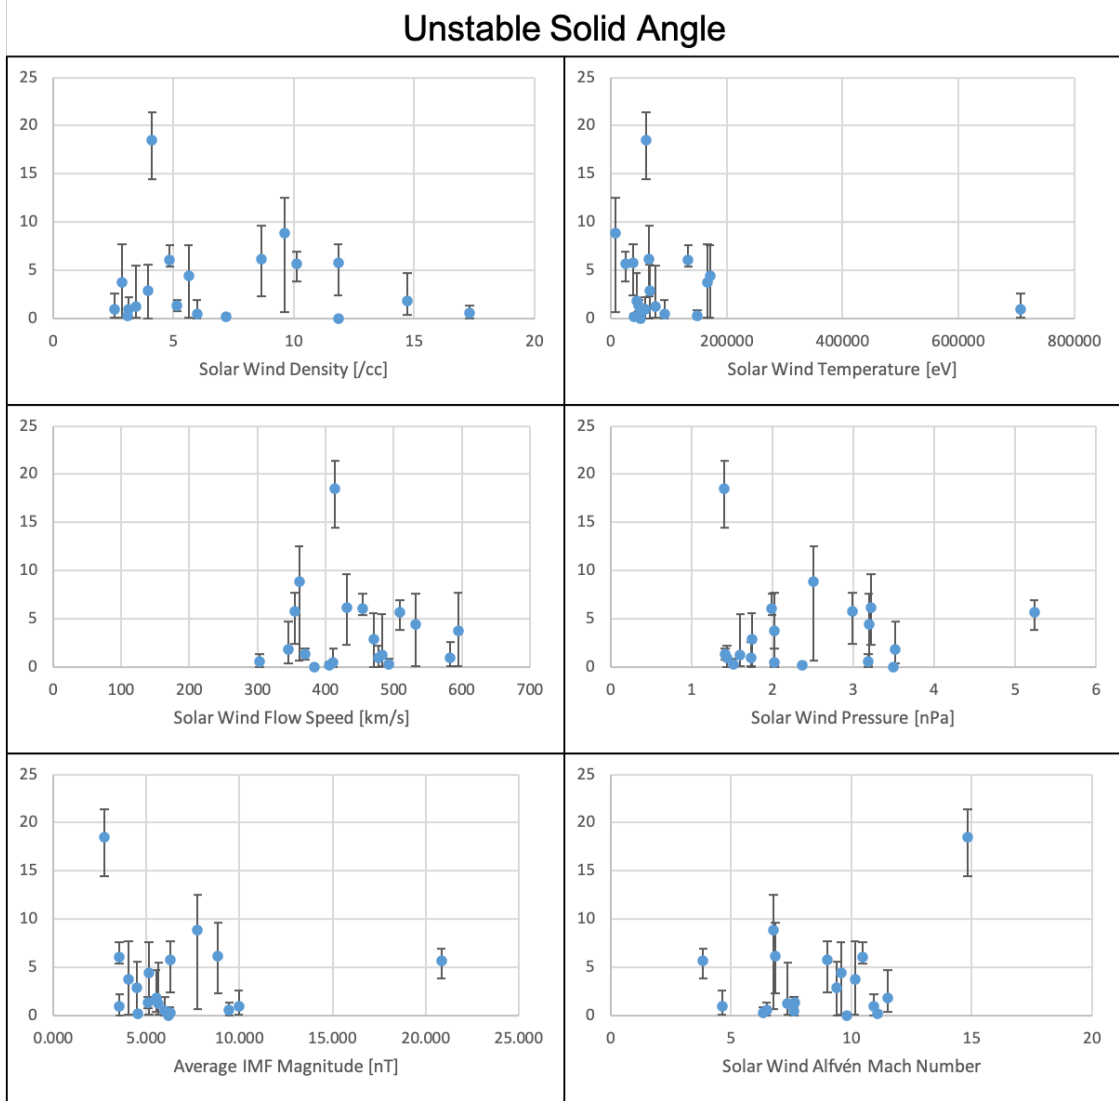 Unstable Solid Angle
25
20
15
10
5
0
0 5 10 15 20
Solar Wind Density [/cc]
25
20
15
10
5
0
0 200000 400000 600000 800000
Solar Wind Temperature [eV]
25
20
15
10
5
0
0 100 200 300 400 500 600 700
Solar Wind Flow Speed [km/s]
25
20
15
10
5
0
0 1 2 3 4 5 6
Solar Wind Pressure [nPa]
25
20
15
10
5
0
0.000 5.000 10.000 15.000 20.000 25.000
Average IMF Magnitude [nT]
25
20
15
10
5
0
0 5 10 15 20
Solar Wind Alfvén Mach Number